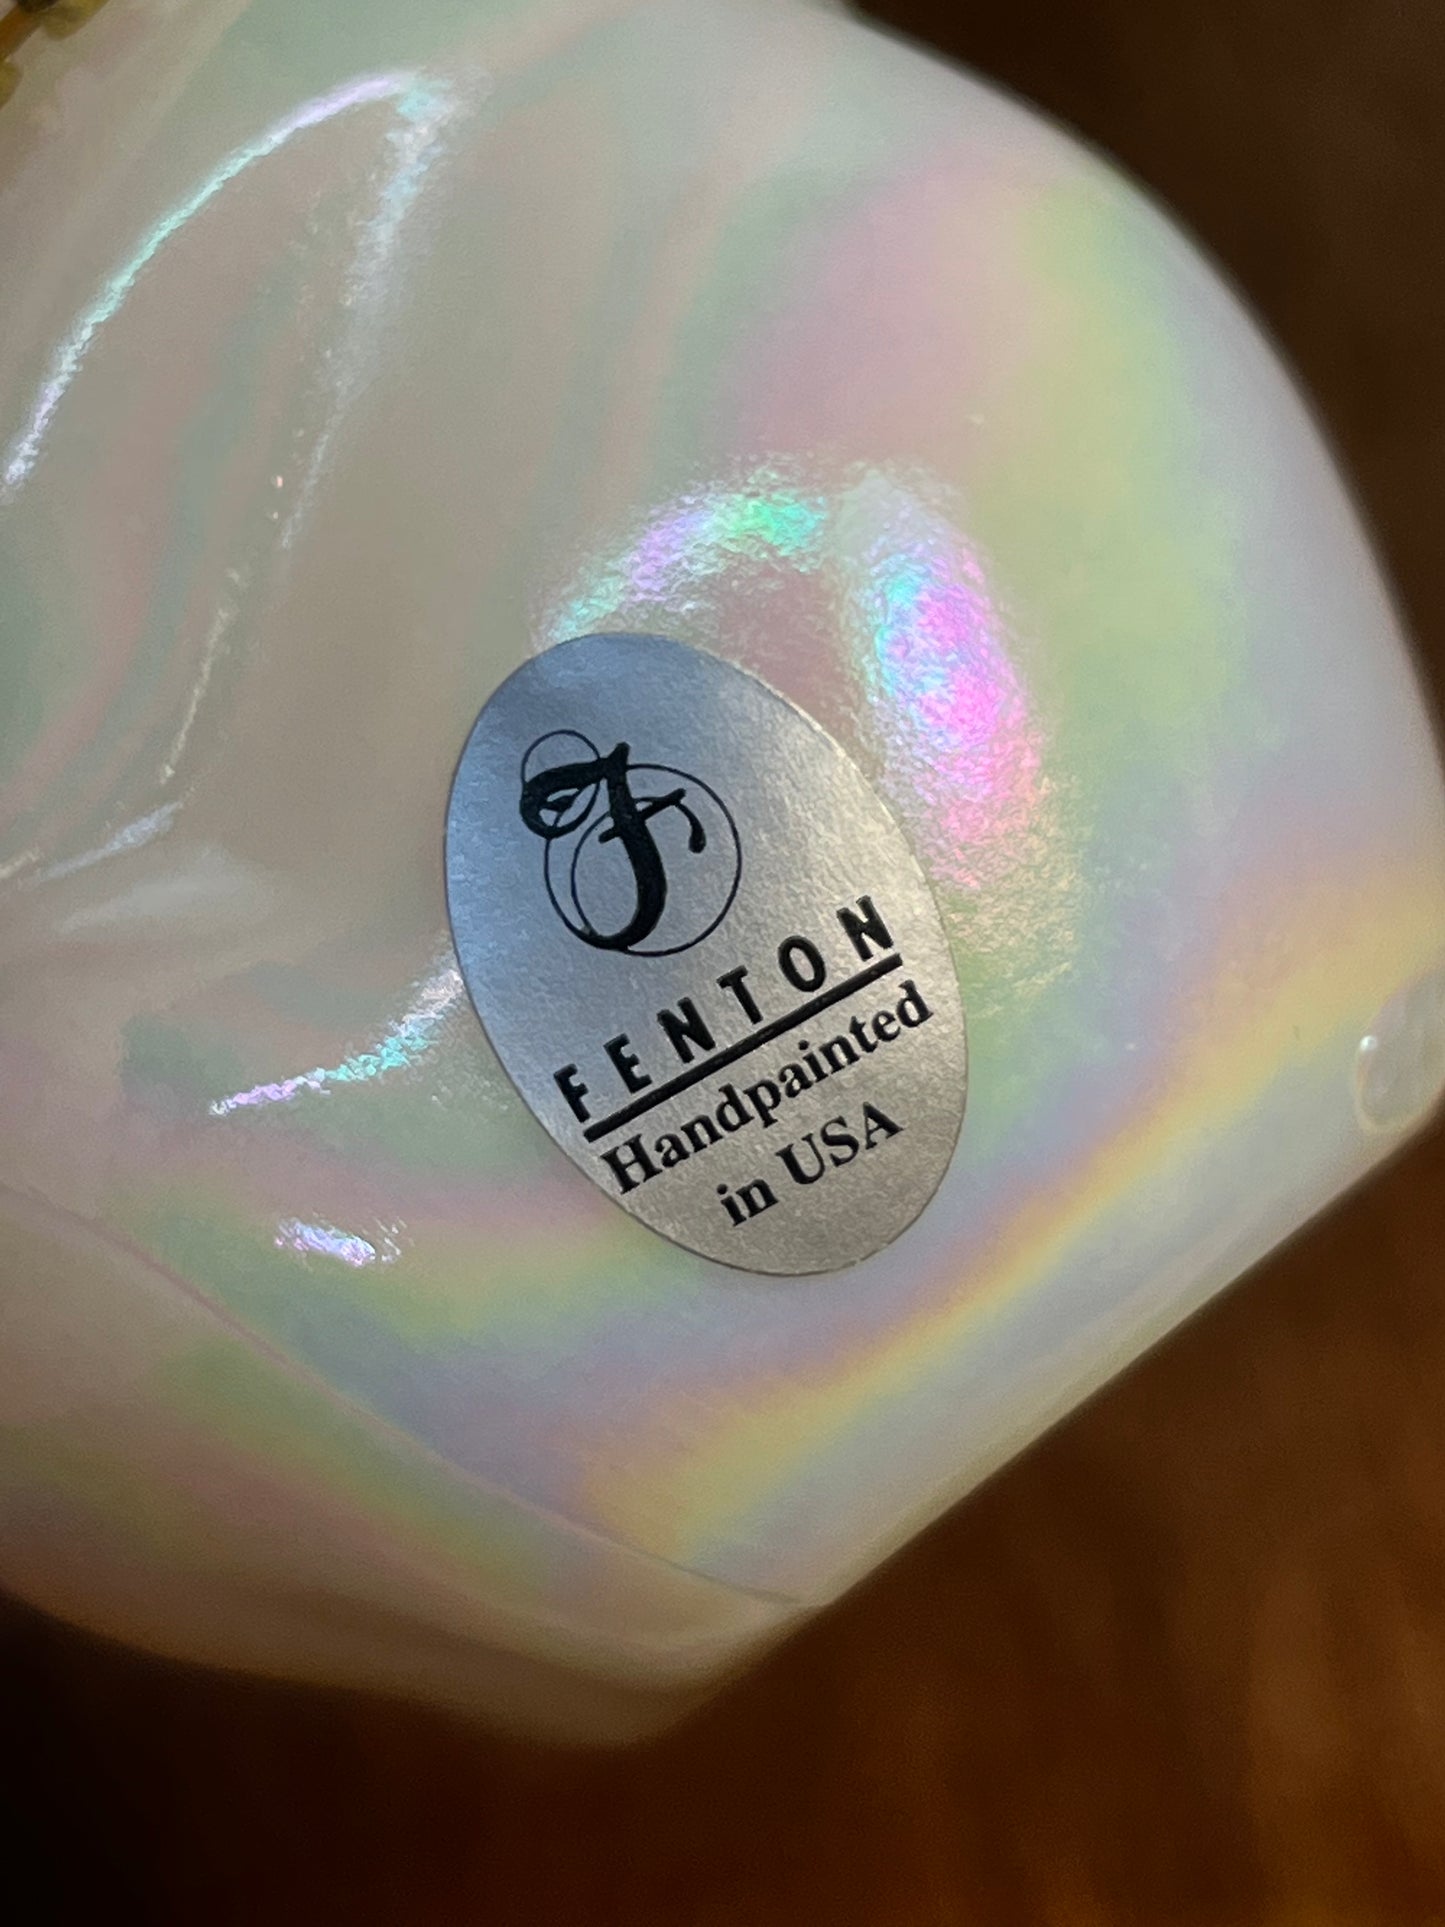 F
FENTON
Handpainted
in USA